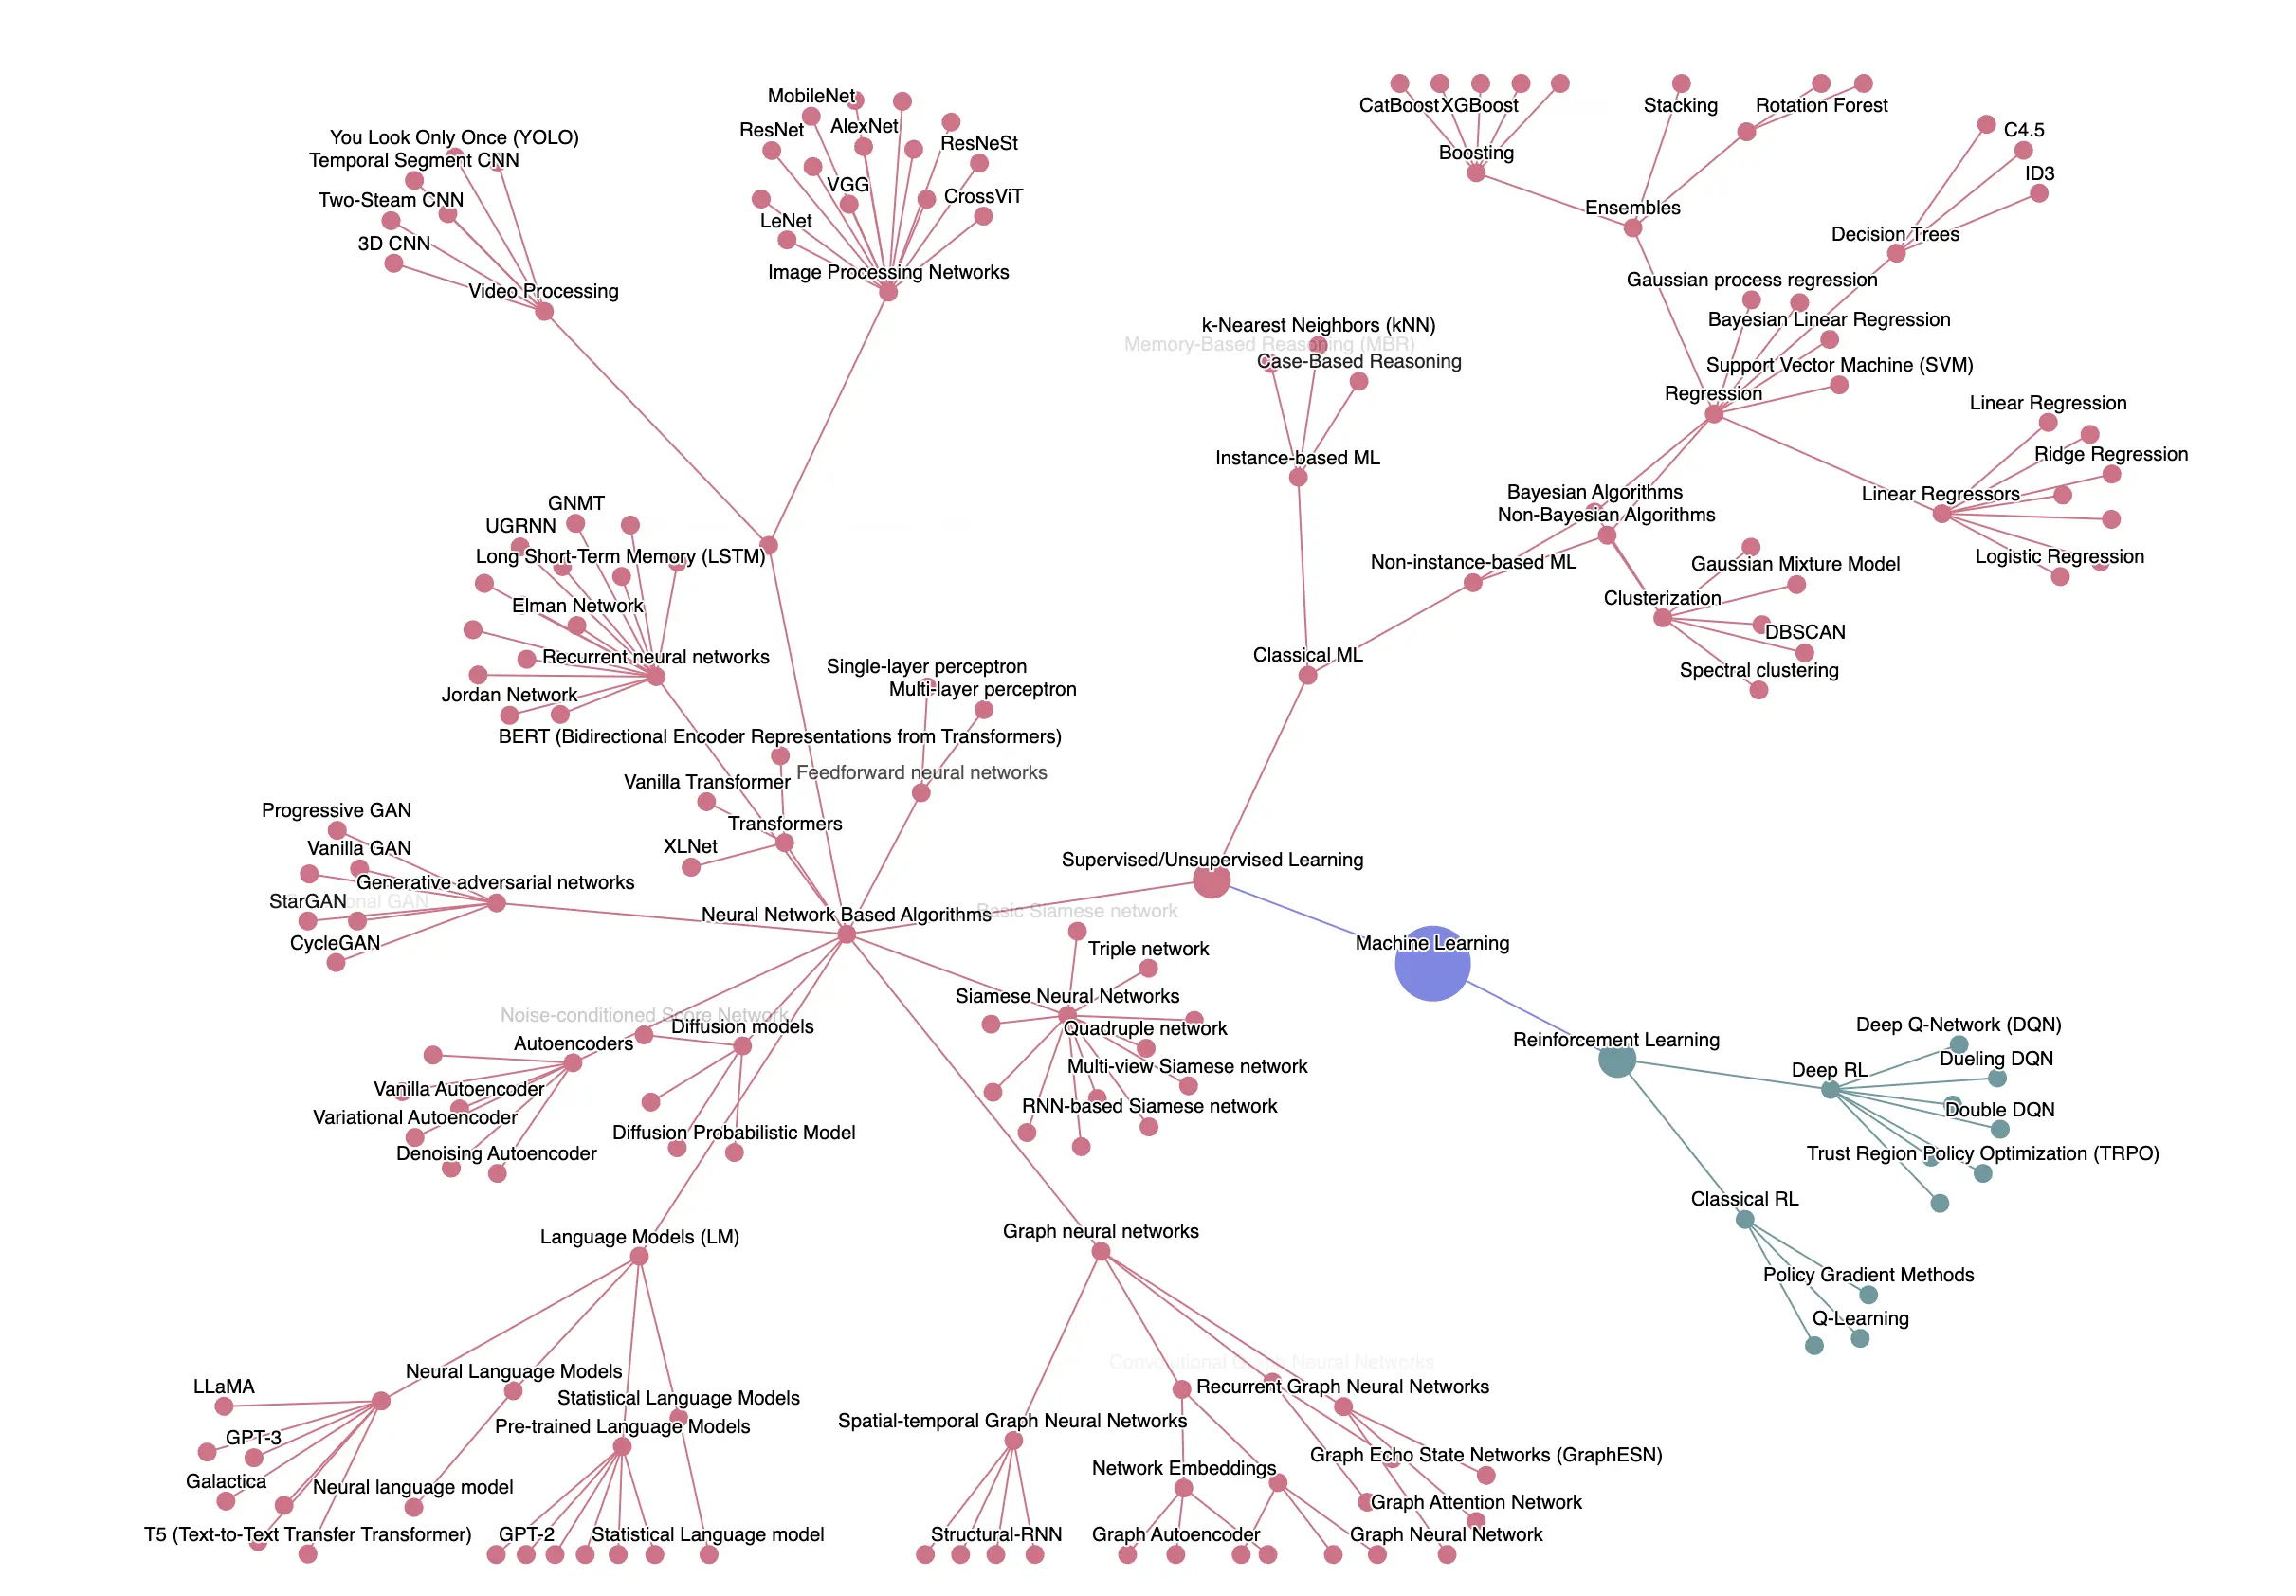 MobileNet
CatBoost
XGBoost
Stacking
Rotation Forest
You Look Only Once (YOLO)
ResNet
AlexNet
ResNeSt
C4.5
Temporal Segment CNN
Boosting
ID3
Two-Steam CNN
VGG
CrossViT
Ensembles
LeNet
3D CNN
Decision Trees
Image Processing Networks
Gaussian process regression
Video Processing
Bayesian Linear Regression
k-Nearest Neighbors (kNN)
Memory-Based Reasoning (MBR)
Case-Based Reasoning
Support Vector Machine (SVM)
Regression
Linear Regression
Instance-based ML
Ridge Regression
GNMT
Bayesian Algorithms
Linear Regressors
UGRNN
Non-Bayesian Algorithms
Long Short-Term Memory (LSTM)
Non-instance-based ML
Gaussian Mixture Model
Logistic Regression
Elman Network
Clusterization
DBSCAN
Recurrent neural networks
Single-layer perceptron
Classical ML
Spectral clustering
Jordan Network
Multi-layer perceptron
BERT (Bidirectional Encoder Representations from Transformers)
Feedforward neural networks
Vanilla Transformer
Progressive GAN
Transformers
Vanilla GAN
XLNet
Supervised/Unsupervised Learning
Generative adversarial networks
StarGAN
Neural Network Based Algorithms
Basic Siamese network
CycleGAN
Triple network
Machine Learning
Siamese Neural Networks
Noise-conditioned Score Network
Diffusion models
Quadruple network
Deep Q-Network (DQN)
Autoencoders
Reinforcement Learning
Dueling DQN
Multi-view Siamese network
Deep RL
Vanilla Autoencoder
RNN-based Siamese network
Double DQN
Variational Autoencoder
Diffusion Probabilistic Model
Denoising Autoencoder
Trust Region Policy Optimization (TRPO)
Classical RL
Language Models (LM)
Graph neural networks
Policy Gradient Methods
Q-Learning
Convolutional Graph Neural Networks
Neural Language Models
LLaMA
Recurrent Graph Neural Networks
Statistical Language Models
Spatial-temporal Graph Neural Networks
Pre-trained Language Models
GPT-3
Graph Echo State Networks (GraphESN)
Network Embeddings
Galactica
Neural language model
Graph Attention Network
T5 (Text-to-Text Transfer Transformer)
GPT-2
Statistical Language model
Structural-RNN
Graph Autoencoder
Graph Neural Network